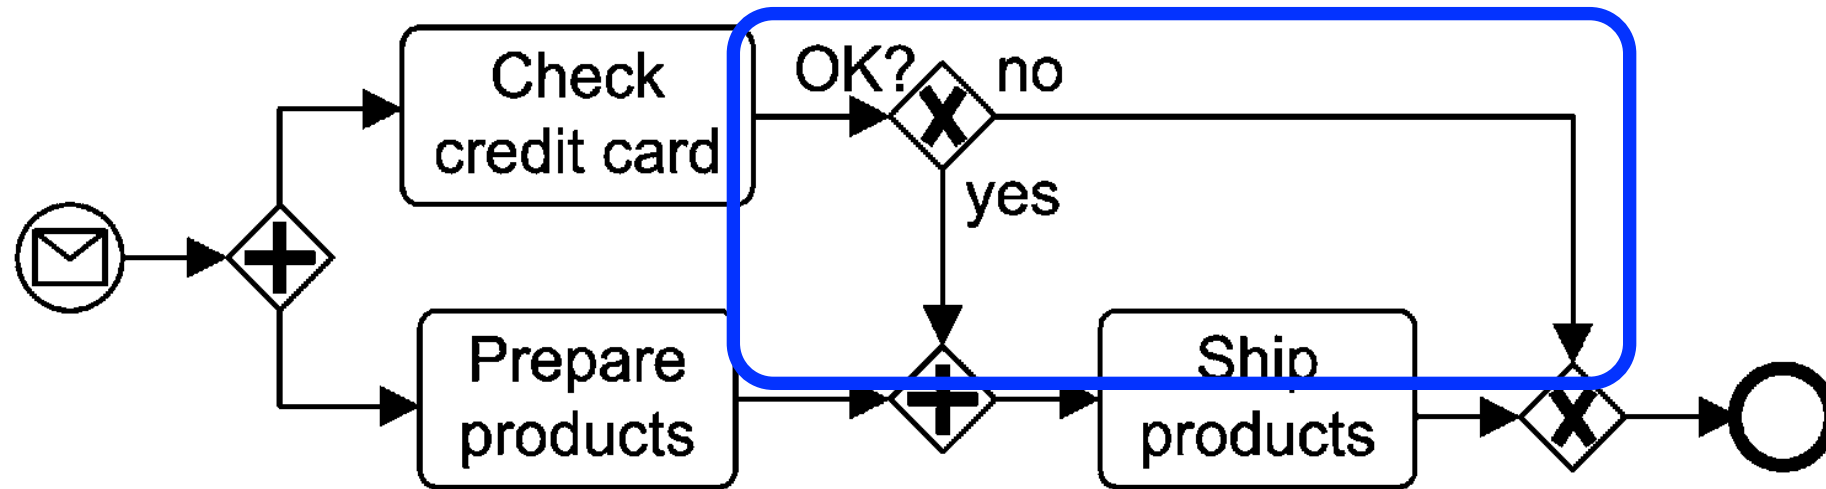 Check
credit card
OK?
no
yes
Prepare
products
Ship
products